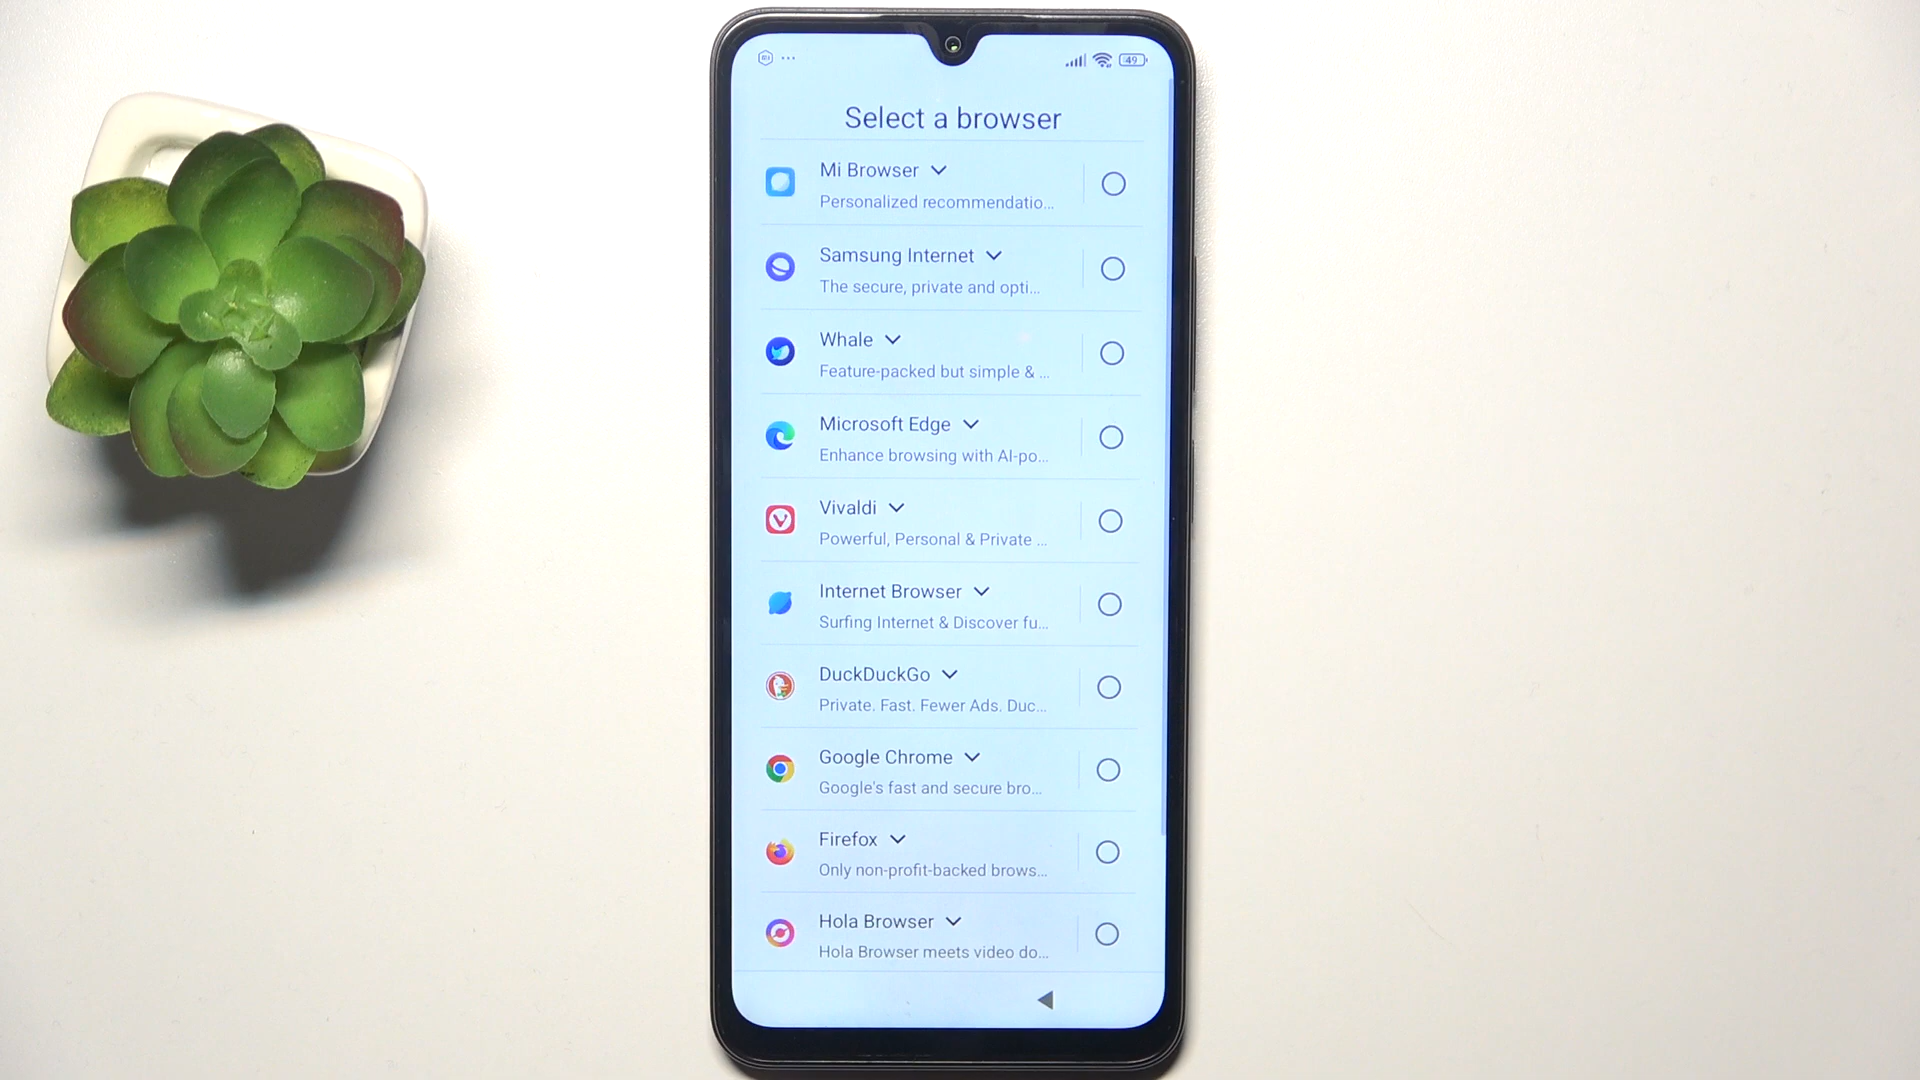 49
Select a browser
Mi Browser
Personalized recommendatio...
Samsung Internet
The secure, private and opti...
Whale
Feature-packed but simple & ...
Microsoft Edge
Enhance browsing with AI-po...
Vivaldi
Powerful, Personal & Private ...
Internet Browser
Surfing Internet & Discover fu...
DuckDuckGo
Private. Fast. Fewer Ads. Duc...
Google Chrome
Google's fast and secure bro...
Firefox
Only non-profit-backed brows...
Hola Browser
Hola Browser meets video do...